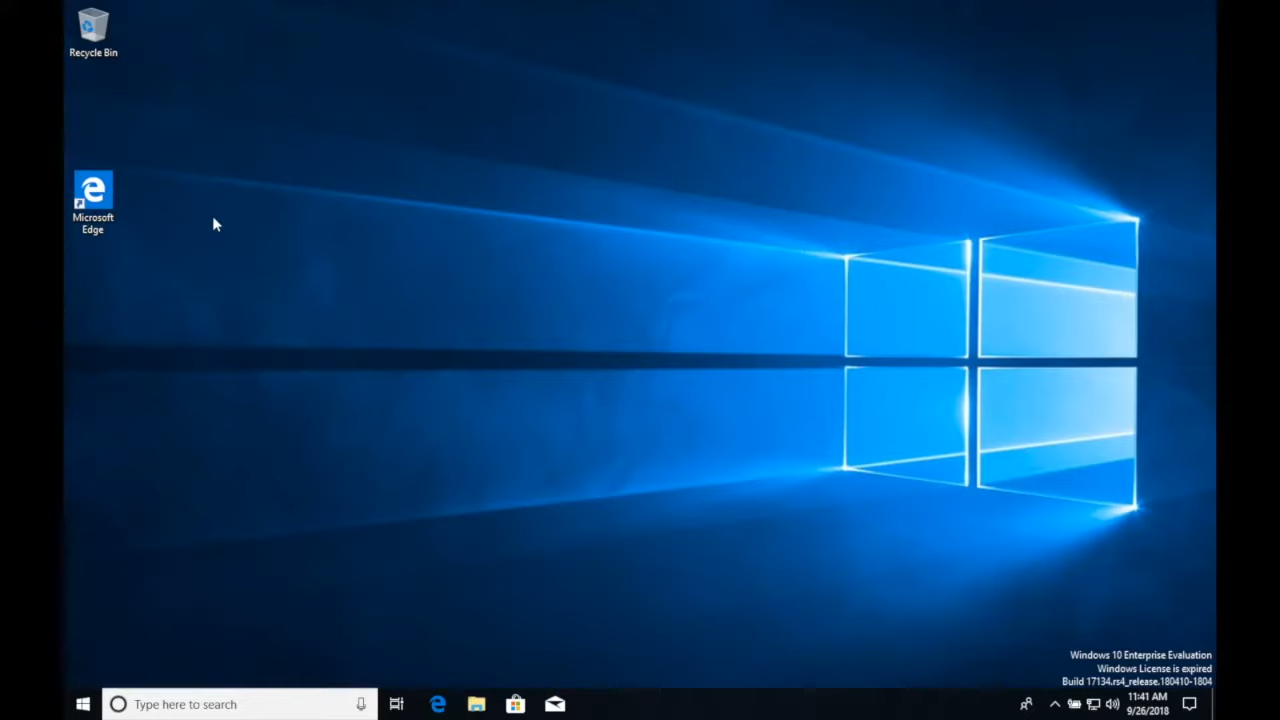 Recycle Bin
Microsoft
Edge
Windows 10 Enterprise Evaluation
Windows License is expired
Build 17134.rs4_release.180410-1804
Type here to search
11:41 AM
9/26/2018